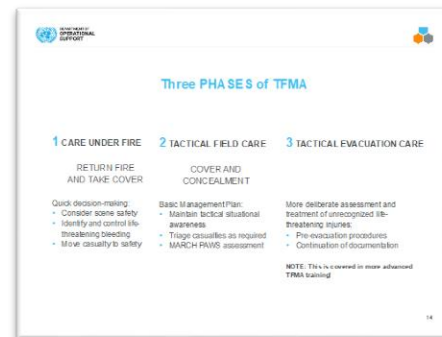 DEPARTMENT OF
OPERATIONAL
SUPPORT
Three PHASES of TFMA
1 CARE UNDER FIRE
RETURN FIRE
AND TAKE COVER
Quick decision-making:
• Consider scene safety
• Identify and control life-
threatening bleeding
• Move casualty to safety
2 TACTICAL FIELD CARE
COVER AND
CONCEALMENT
Basic Management Plan:
• Maintain tactical situational
awareness
• Triage casualties as required
• MARCH PAWS assessment
3 TACTICAL EVACUATION CARE
More deliberate assessment and
treatment of unrecognized life-
threatening injuries:
• Pre-evacuation procedures
• Continuation of documentation
NOTE: This is covered in more advanced
TFMA training!
14